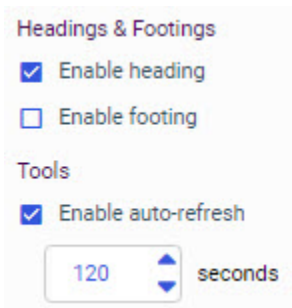 Headings & Footings
Enable heading
Enable footing
Tools
Enable auto-refresh
120 seconds